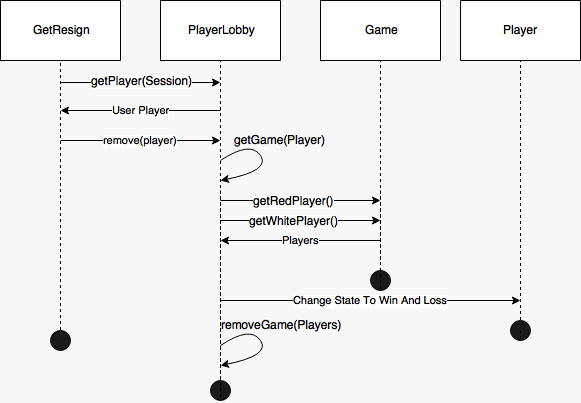 GetResign
PlayerLobby
Game
Player
getPlayer(Session)
User Player
remove(player)
getGame(Player)
getRedPlayer()
getWhitePlayer()
Players
Change State To Win And Loss
removeGame(Players)